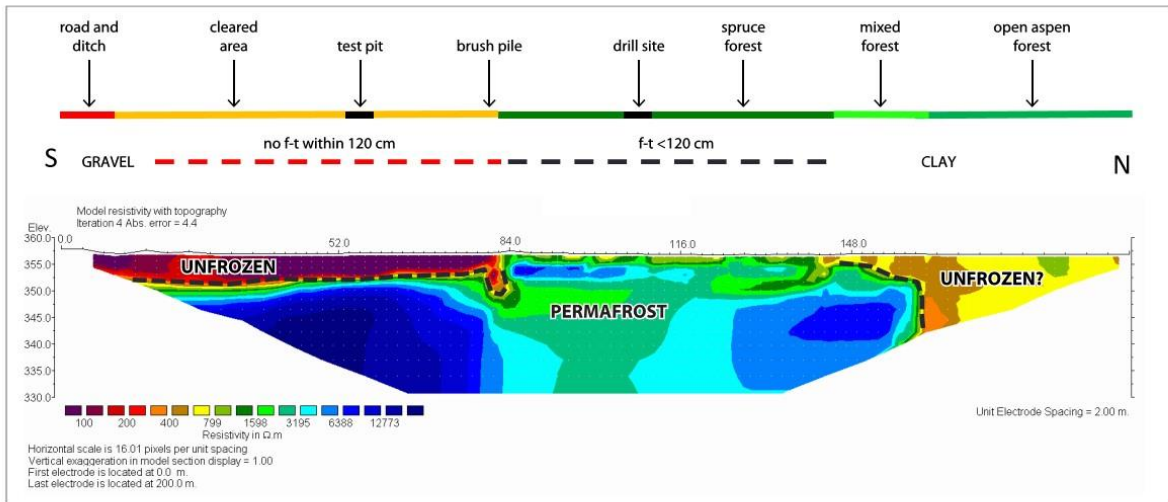 road and ditch
cleared area
test pit
brush pile
drill site
spruce forest
mixed forest
open aspen forest
no f-t within 120 cm
f-t <120 cm
S GRAVEL
CLAY N
Model resistivity with topography
Iteration 4 Abs. error = 4.4
Elev.
0.0 52.0 84.0 116.0 148.0
360.0
355.0
350.0
345.0
340.0
335.0
330.0
UNFROZEN
PERMAFROST
UNFROZEN?
100 200 400 799 1598 3195 6388 12773
Resistivity in Ω.m
Unit Electrode Spacing = 2.00 m.
Horizontal scale is 16.01 pixels per unit spacing
Vertical exaggeration in model section display = 1.00
First electrode is located at 0.0 m.
Last electrode is located at 200.0 m.